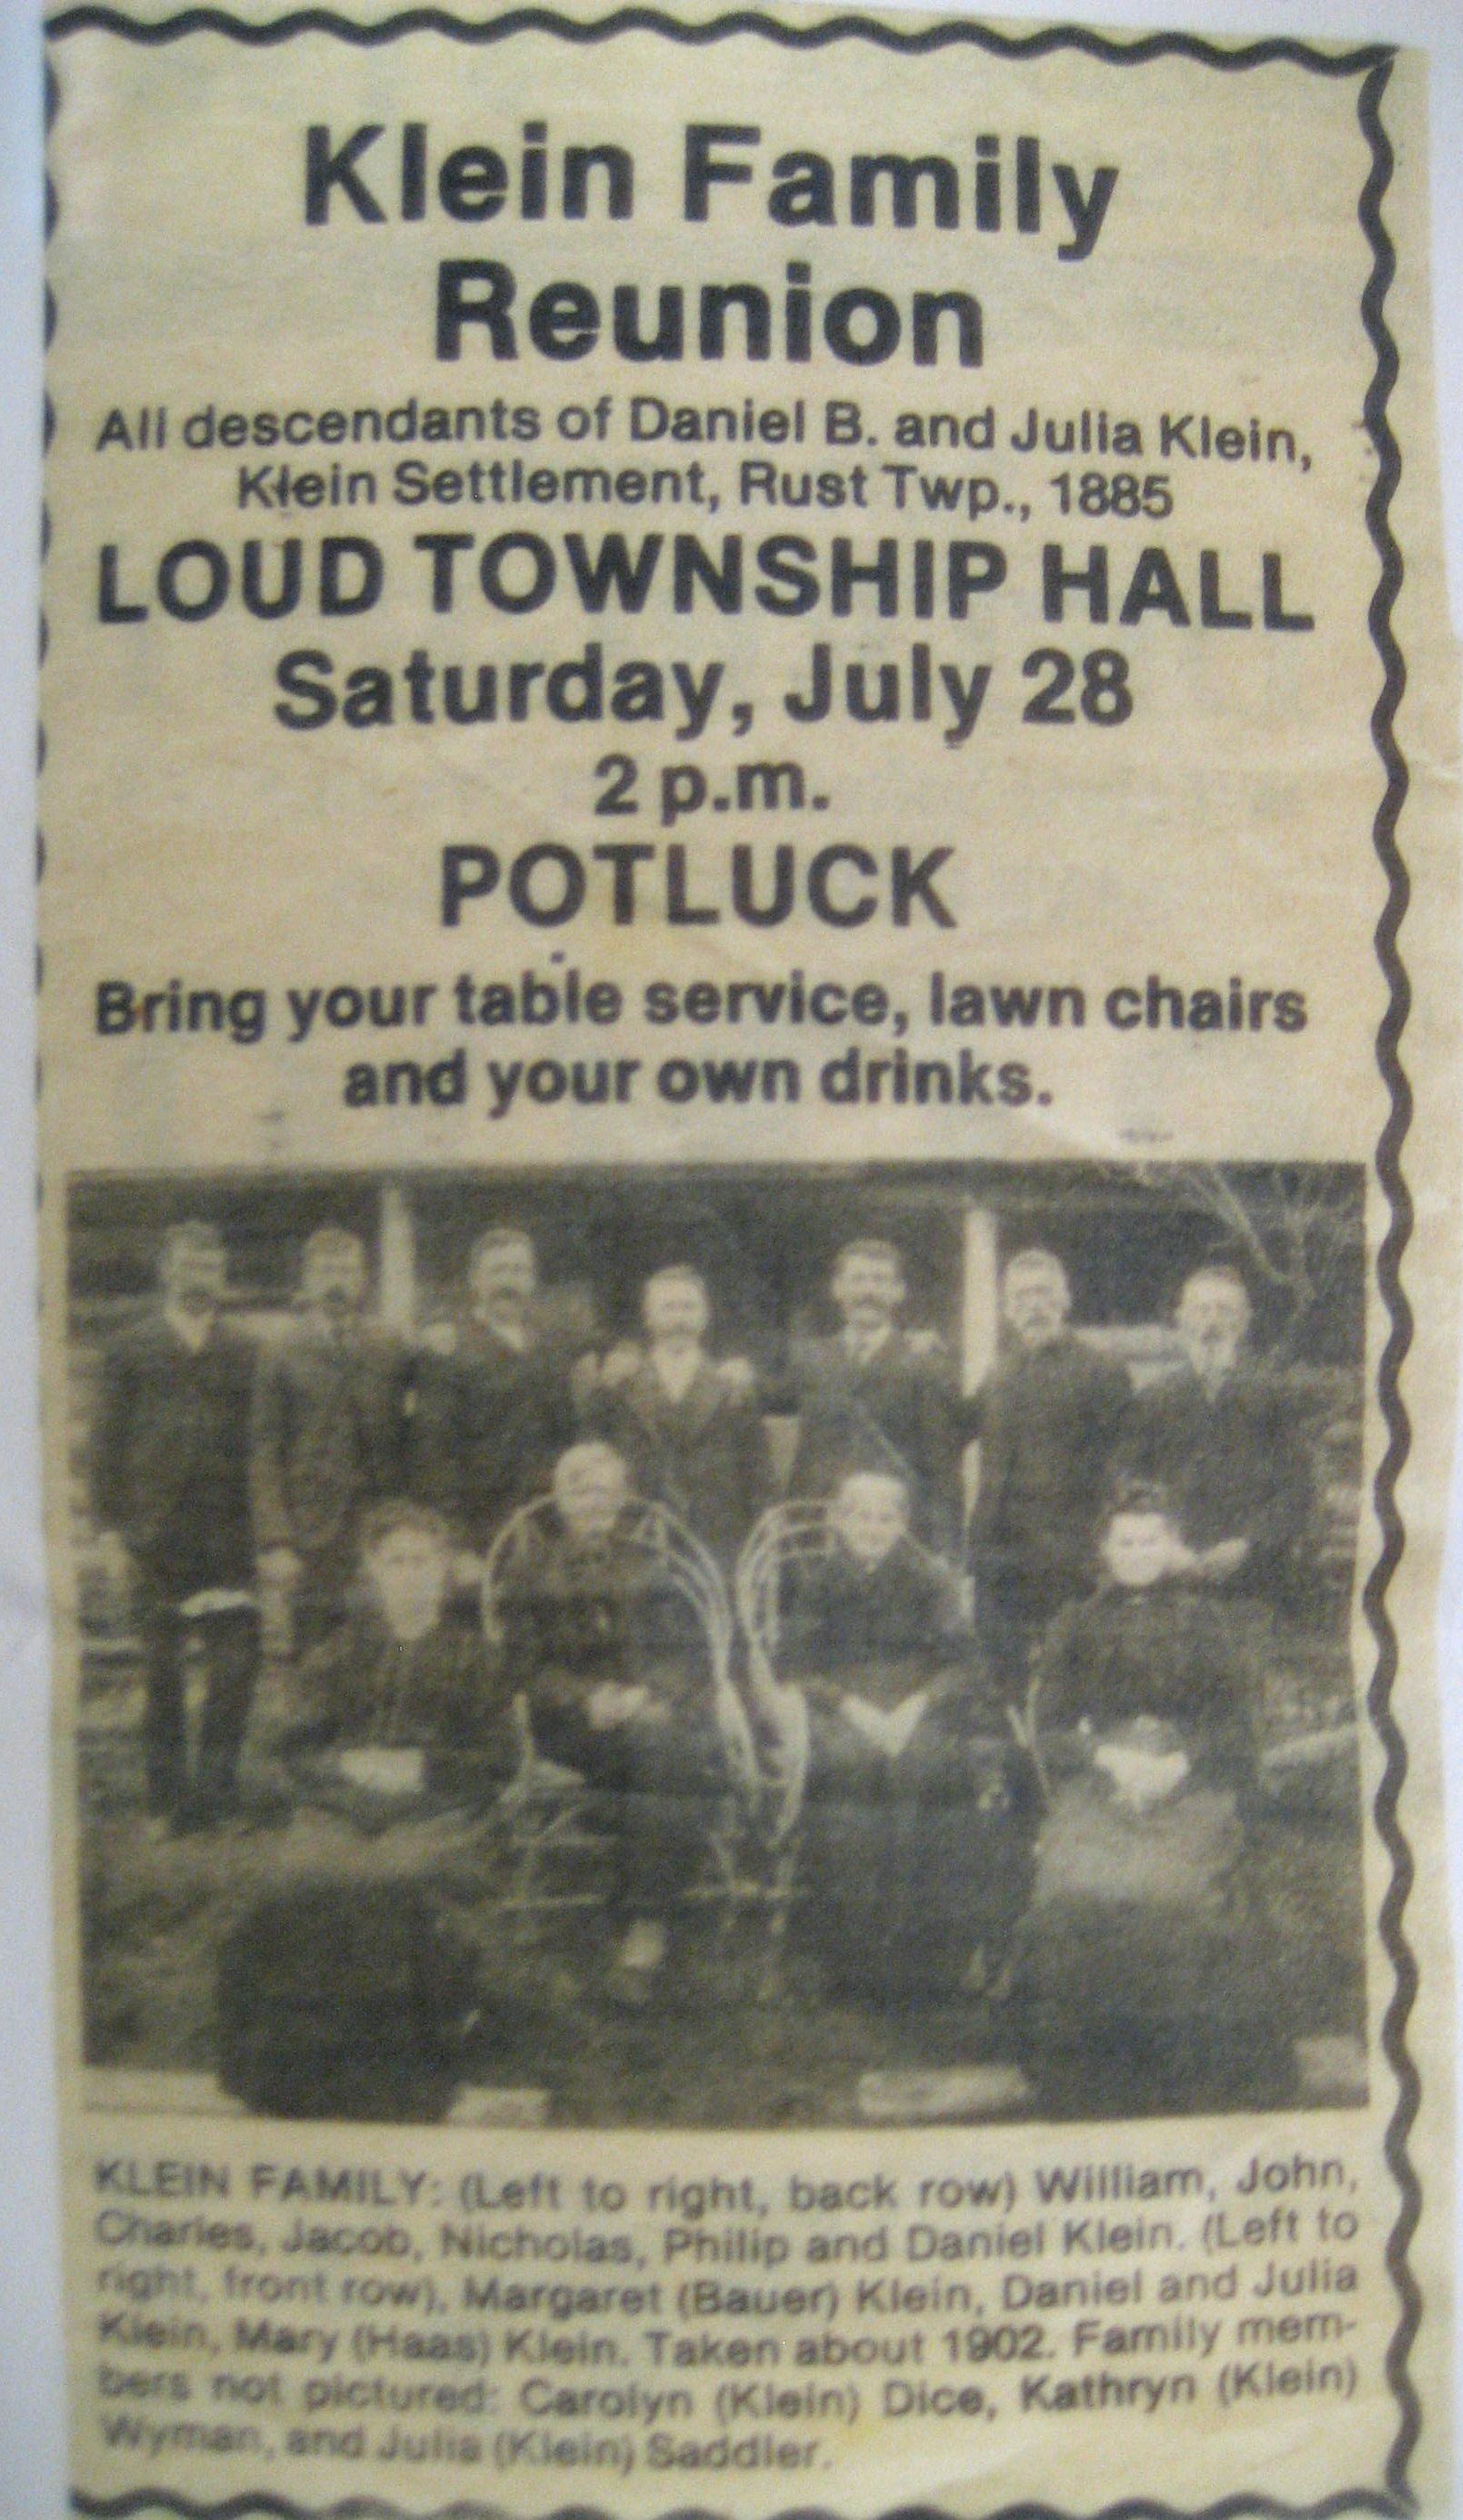 Klein Family
Reunion
All descendants of Daniel B. and Julia Klein,
Klein Settlement, Rust Twp., 1885
LOUD TOWNSHIP HALL
Saturday, July 28
2 p.m.
POTLUCK
Bring your table service, lawn chairs
and your own drinks.
KLEIN FAMILY: (Left to right, back row) William, John,
Charles, Jacob, Nicholas, Philip and Daniel Klein. (Left to
right, front row), Margaret (Bauer) Klein, Daniel and Julia
Klein, Mary (Haas) Klein. Taken about 1902. Family mem-
bers not pictured: Carolyn (Klein) Dice, Kathryn (Klein)
Wyman, and Julia (Klein) Saddler.